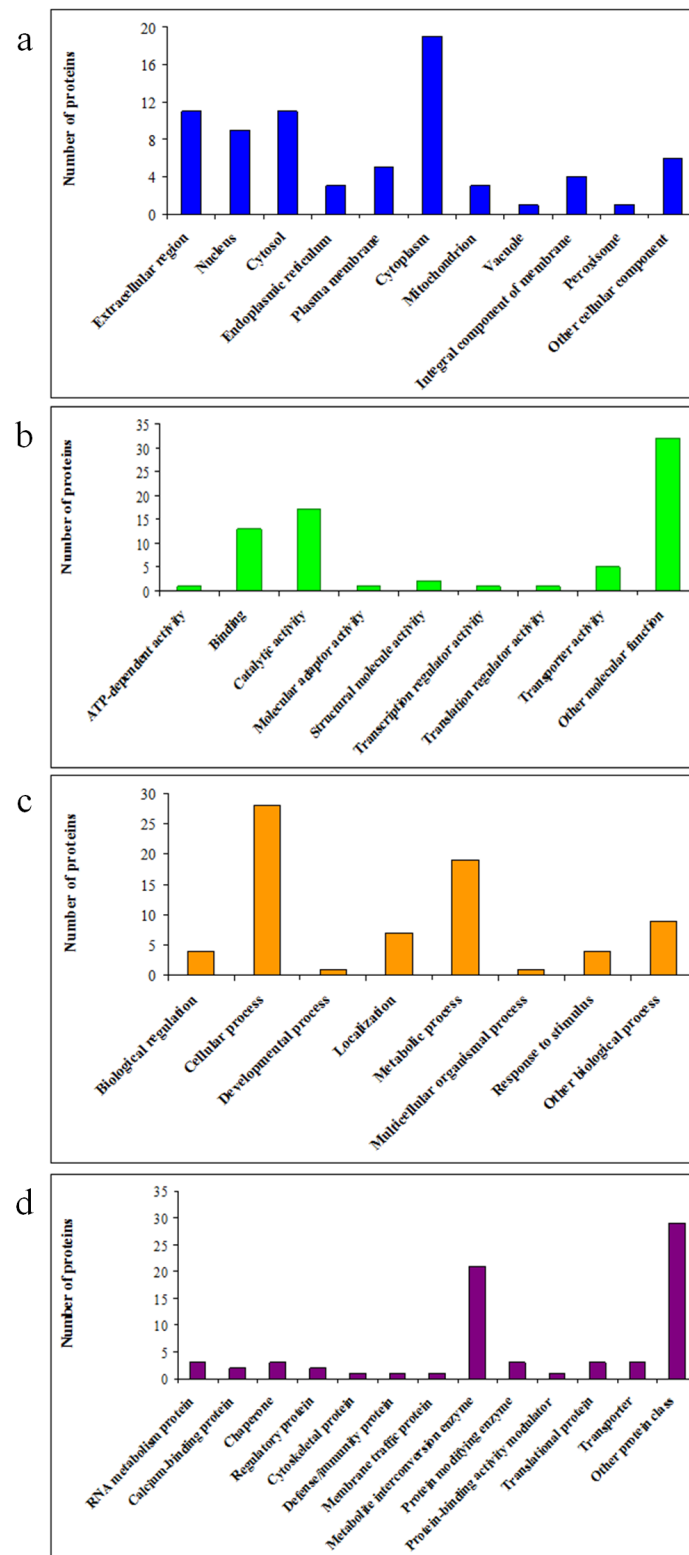 a
Number of proteins
20
16
12
8
4
0
Extracellular region
Nucleus
Cytosol
Endoplasmic reticulum
Plasma membrane
Cytoplasm
Mitochondrion
Vacuole
Integral component of membrane
Peroxisome
Other cellular component
b
Number of proteins
35
30
25
20
15
10
5
0
ATP-dependent activity
Binding
Catalytic activity
Molecular adaptor activity
Structural molecule activity
Transcription regulator activity
Translation regulator activity
Transporter activity
Other molecular function
c
Number of proteins
30
25
20
15
10
5
0
Biological regulation
Cellular process
Developmental process
Localization
Metabolic process
Multicellular organismal process
Response to stimulus
Other biological process
d
Number of proteins
35
30
25
20
15
10
5
0
RNA metabolism protein
Calcium-binding protein
Chaperone
Regulatory protein
Cytoskeletal protein
Defense/immunity protein
Membrane traffic protein
Metabolite interconversion enzyme
Protein modifying enzyme
Protein-binding activity modulator
Translational protein
Transporter
Other protein class